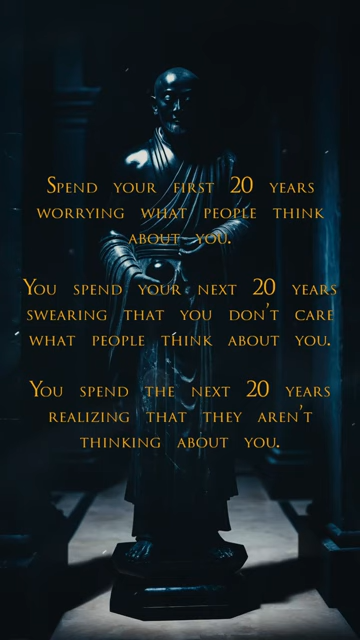 Spend your first 20 years
worrying what people think
about you.
You spend your next 20 years
swearing that you don't care
what people think about you.
You spend the next 20 years
realizing that they aren't
thinking about you.